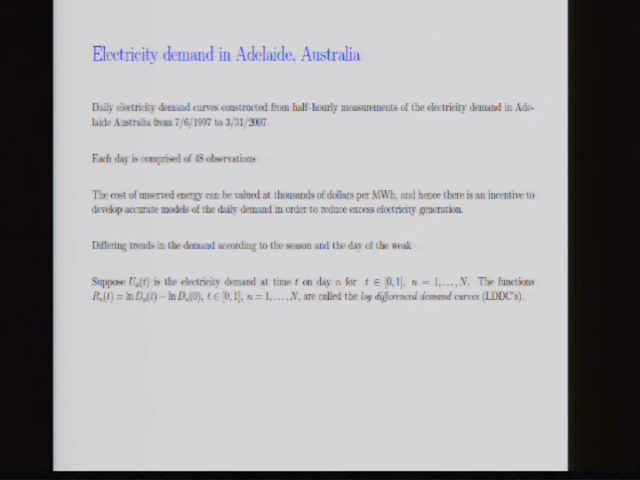 Electricity demand in Adelaide, Australia
Daily electricity demand curves constructed from half-hourly measurements of the electricity demand in Ade-
laide Australia from 7/6/1997 to 3/31/2007.
Each day is comprised of 48 observations
The cost of unserved energy can be valued at thousands of dollars per MWh, and hence there is an incentive to
develop accurate models of the daily demand in order to reduce excess electricity generation.
Differing trends in the demand according to the season and the day of the weak
Suppose Uₙ(t) is the electricity demand at time t on day n for t ∈ [0,1], n = 1,…,N. The functions
Rₙ(t) = ln Dₙ(t) − ln Dₙ(0), t ∈ [0,1], n = 1,…,N, are called the log differenced demand curves (LDDC's).